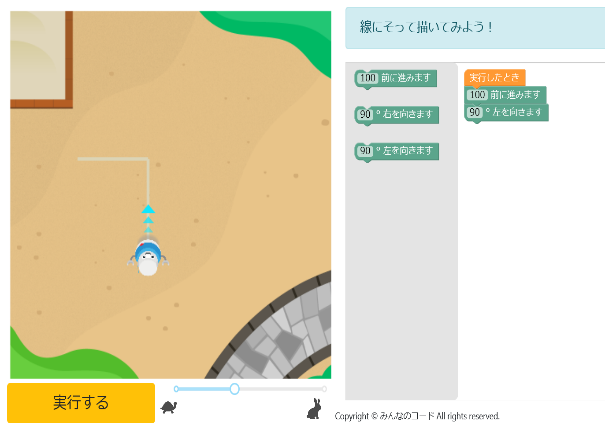 線にそって描いてみよう！
100 前に進みます
90 ° 右を向きます
90 ° 左を向きます
実行したとき
100 前に進みます
90 ° 左を向きます
実行する
Copyright © みんなのコード All rights reserved.